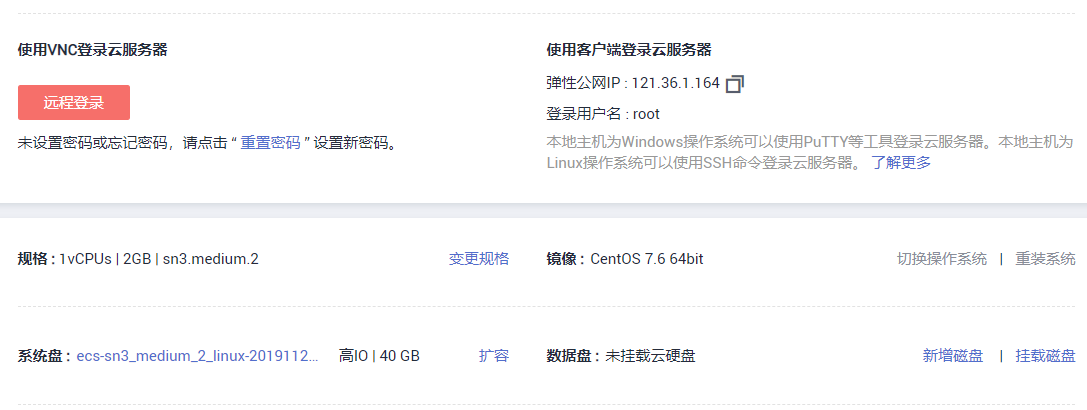 使用VNC登录云服务器
远程登录
未设置密码或忘记密码，请点击 “ 重置密码 ” 设置新密码。
使用客户端登录云服务器
弹性公网IP : 121.36.1.164
登录用户名 : root
本地主机为Windows操作系统可以使用PuTTY等工具登录云服务器。本地主机为
Linux操作系统可以使用SSH命令登录云服务器。 了解更多
规格 : 1vCPUs | 2GB | sn3.medium.2 变更规格
镜像 : CentOS 7.6 64bit 切换操作系统 | 重装系统
系统盘 : ecs-sn3_medium_2_linux-2019112... 高IO | 40 GB 扩容
数据盘 : 未挂载云硬盘 新增磁盘 | 挂载磁盘